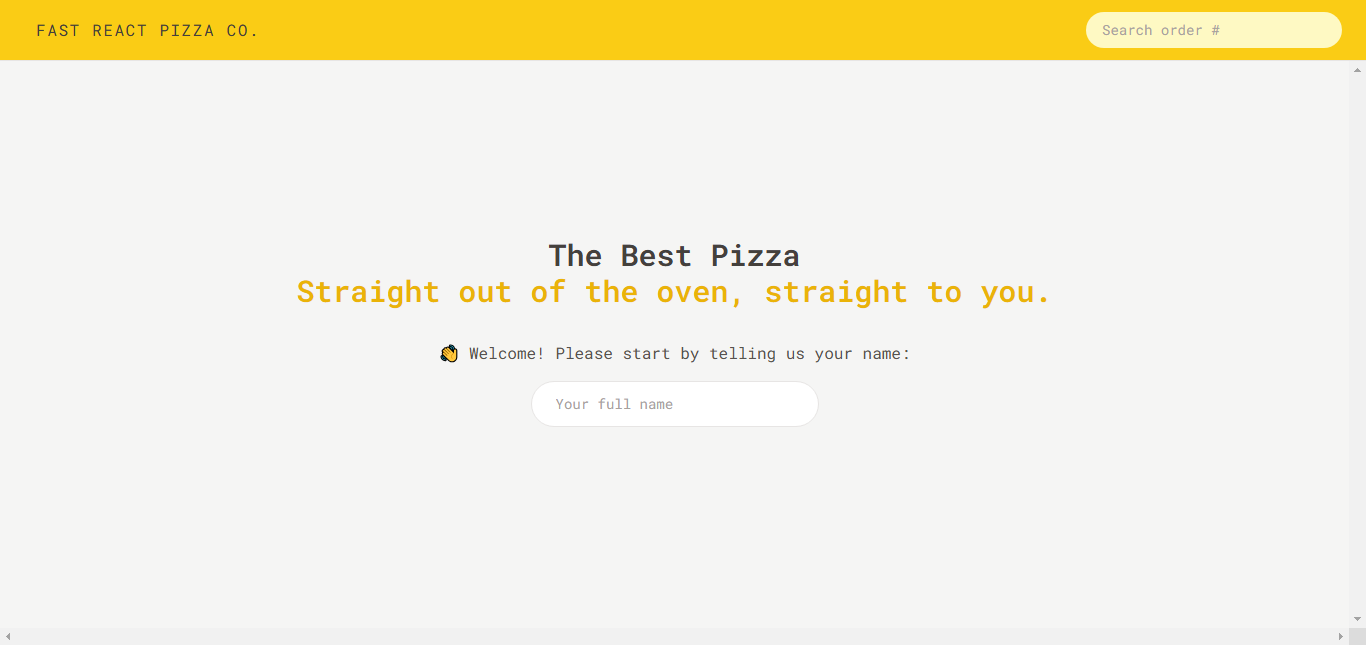 FAST REACT PIZZA CO.
Search order #
The Best Pizza
Straight out of the oven, straight to you.
👋 Welcome! Please start by telling us your name:
Your full name